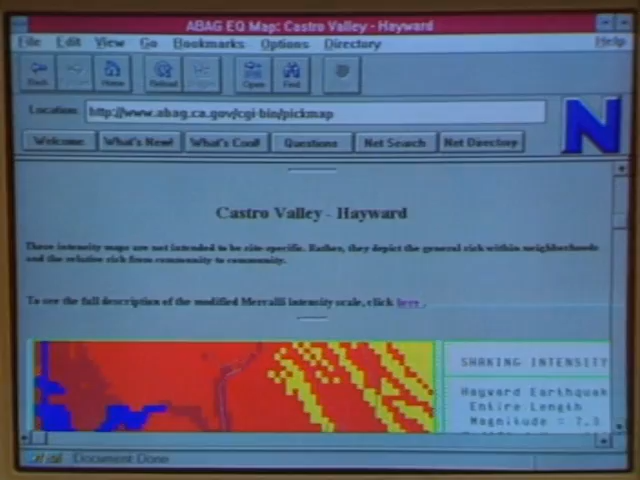 ABAG EQ Map: Castro Valley - Hayward
File Edit View Go Bookmarks Options Directory Help
Back Home Reload Open Find
Location: http://www.abag.ca.gov/cgi-bin/pickmap
N
Welcome What's New! What's Cool! Questions Net Search Net Directory
Castro Valley - Hayward
These intensity maps are not intended to be site-specific. Rather, they depict the general risk within neighborhoods
and the relative risk from community to community.
To see the full description of the modified Mercalli intensity scale, click here .
SHAKING INTENSITY
Hayward Earthquak
Entire Length
Magnitude = 7.3
Document Done